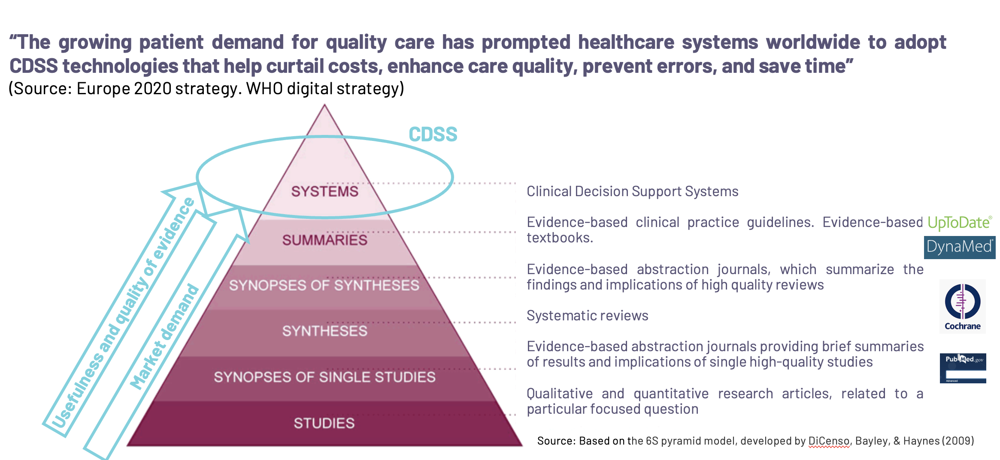 “The growing patient demand for quality care has prompted healthcare systems worldwide to adopt
CDSS technologies that help curtail costs, enhance care quality, prevent errors, and save time”
(Source: Europe 2020 strategy. WHO digital strategy)
CDSS
Usefulness and quality of evidence
Market demand
SYSTEMS
Clinical Decision Support Systems
SUMMARIES
Evidence-based clinical practice guidelines. Evidence-based
textbooks.
UpToDate®
DynaMed®
SYNOPSES OF SYNTHESES
Evidence-based abstraction journals, which summarize the
findings and implications of high quality reviews
SYNTHESES
Systematic reviews
Cochrane
SYNOPSES OF SINGLE STUDIES
Evidence-based abstraction journals providing brief summaries
of results and implications of single high-quality studies
PubMed.gov
Advanced
STUDIES
Qualitative and quantitative research articles, related to a
particular focused question
Source: Based on the 6S pyramid model, developed by DiCenso, Bayley, & Haynes (2009)